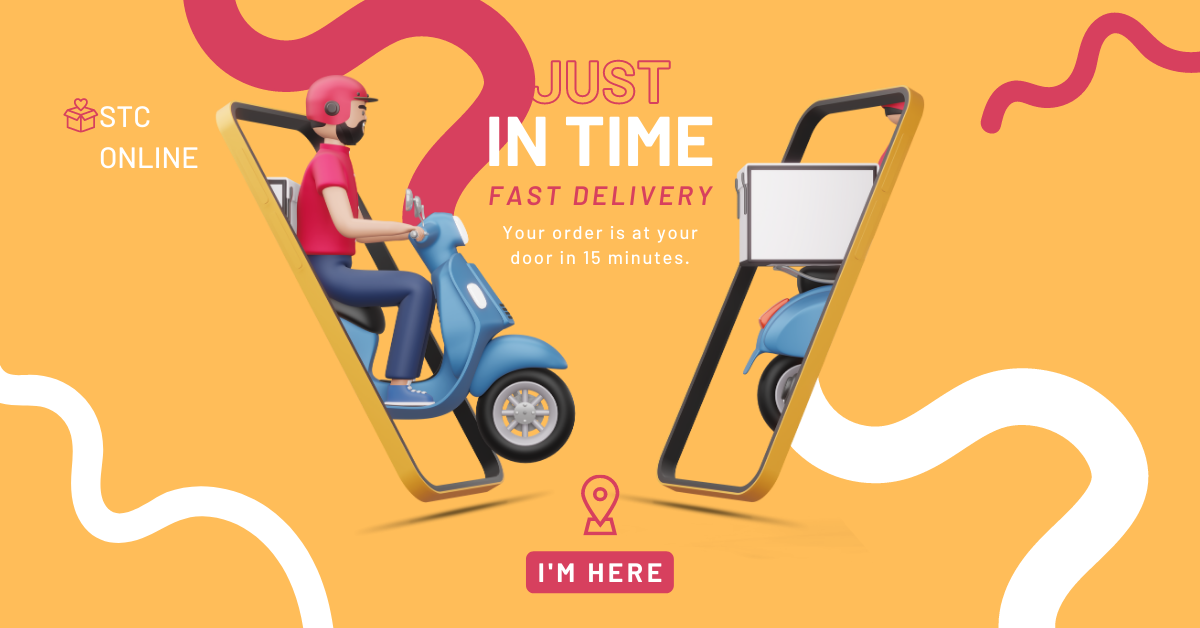 STC
ONLINE
JUST
IN TIME
FAST DELIVERY
Your order is at your
door in 15 minutes.
I'M HERE